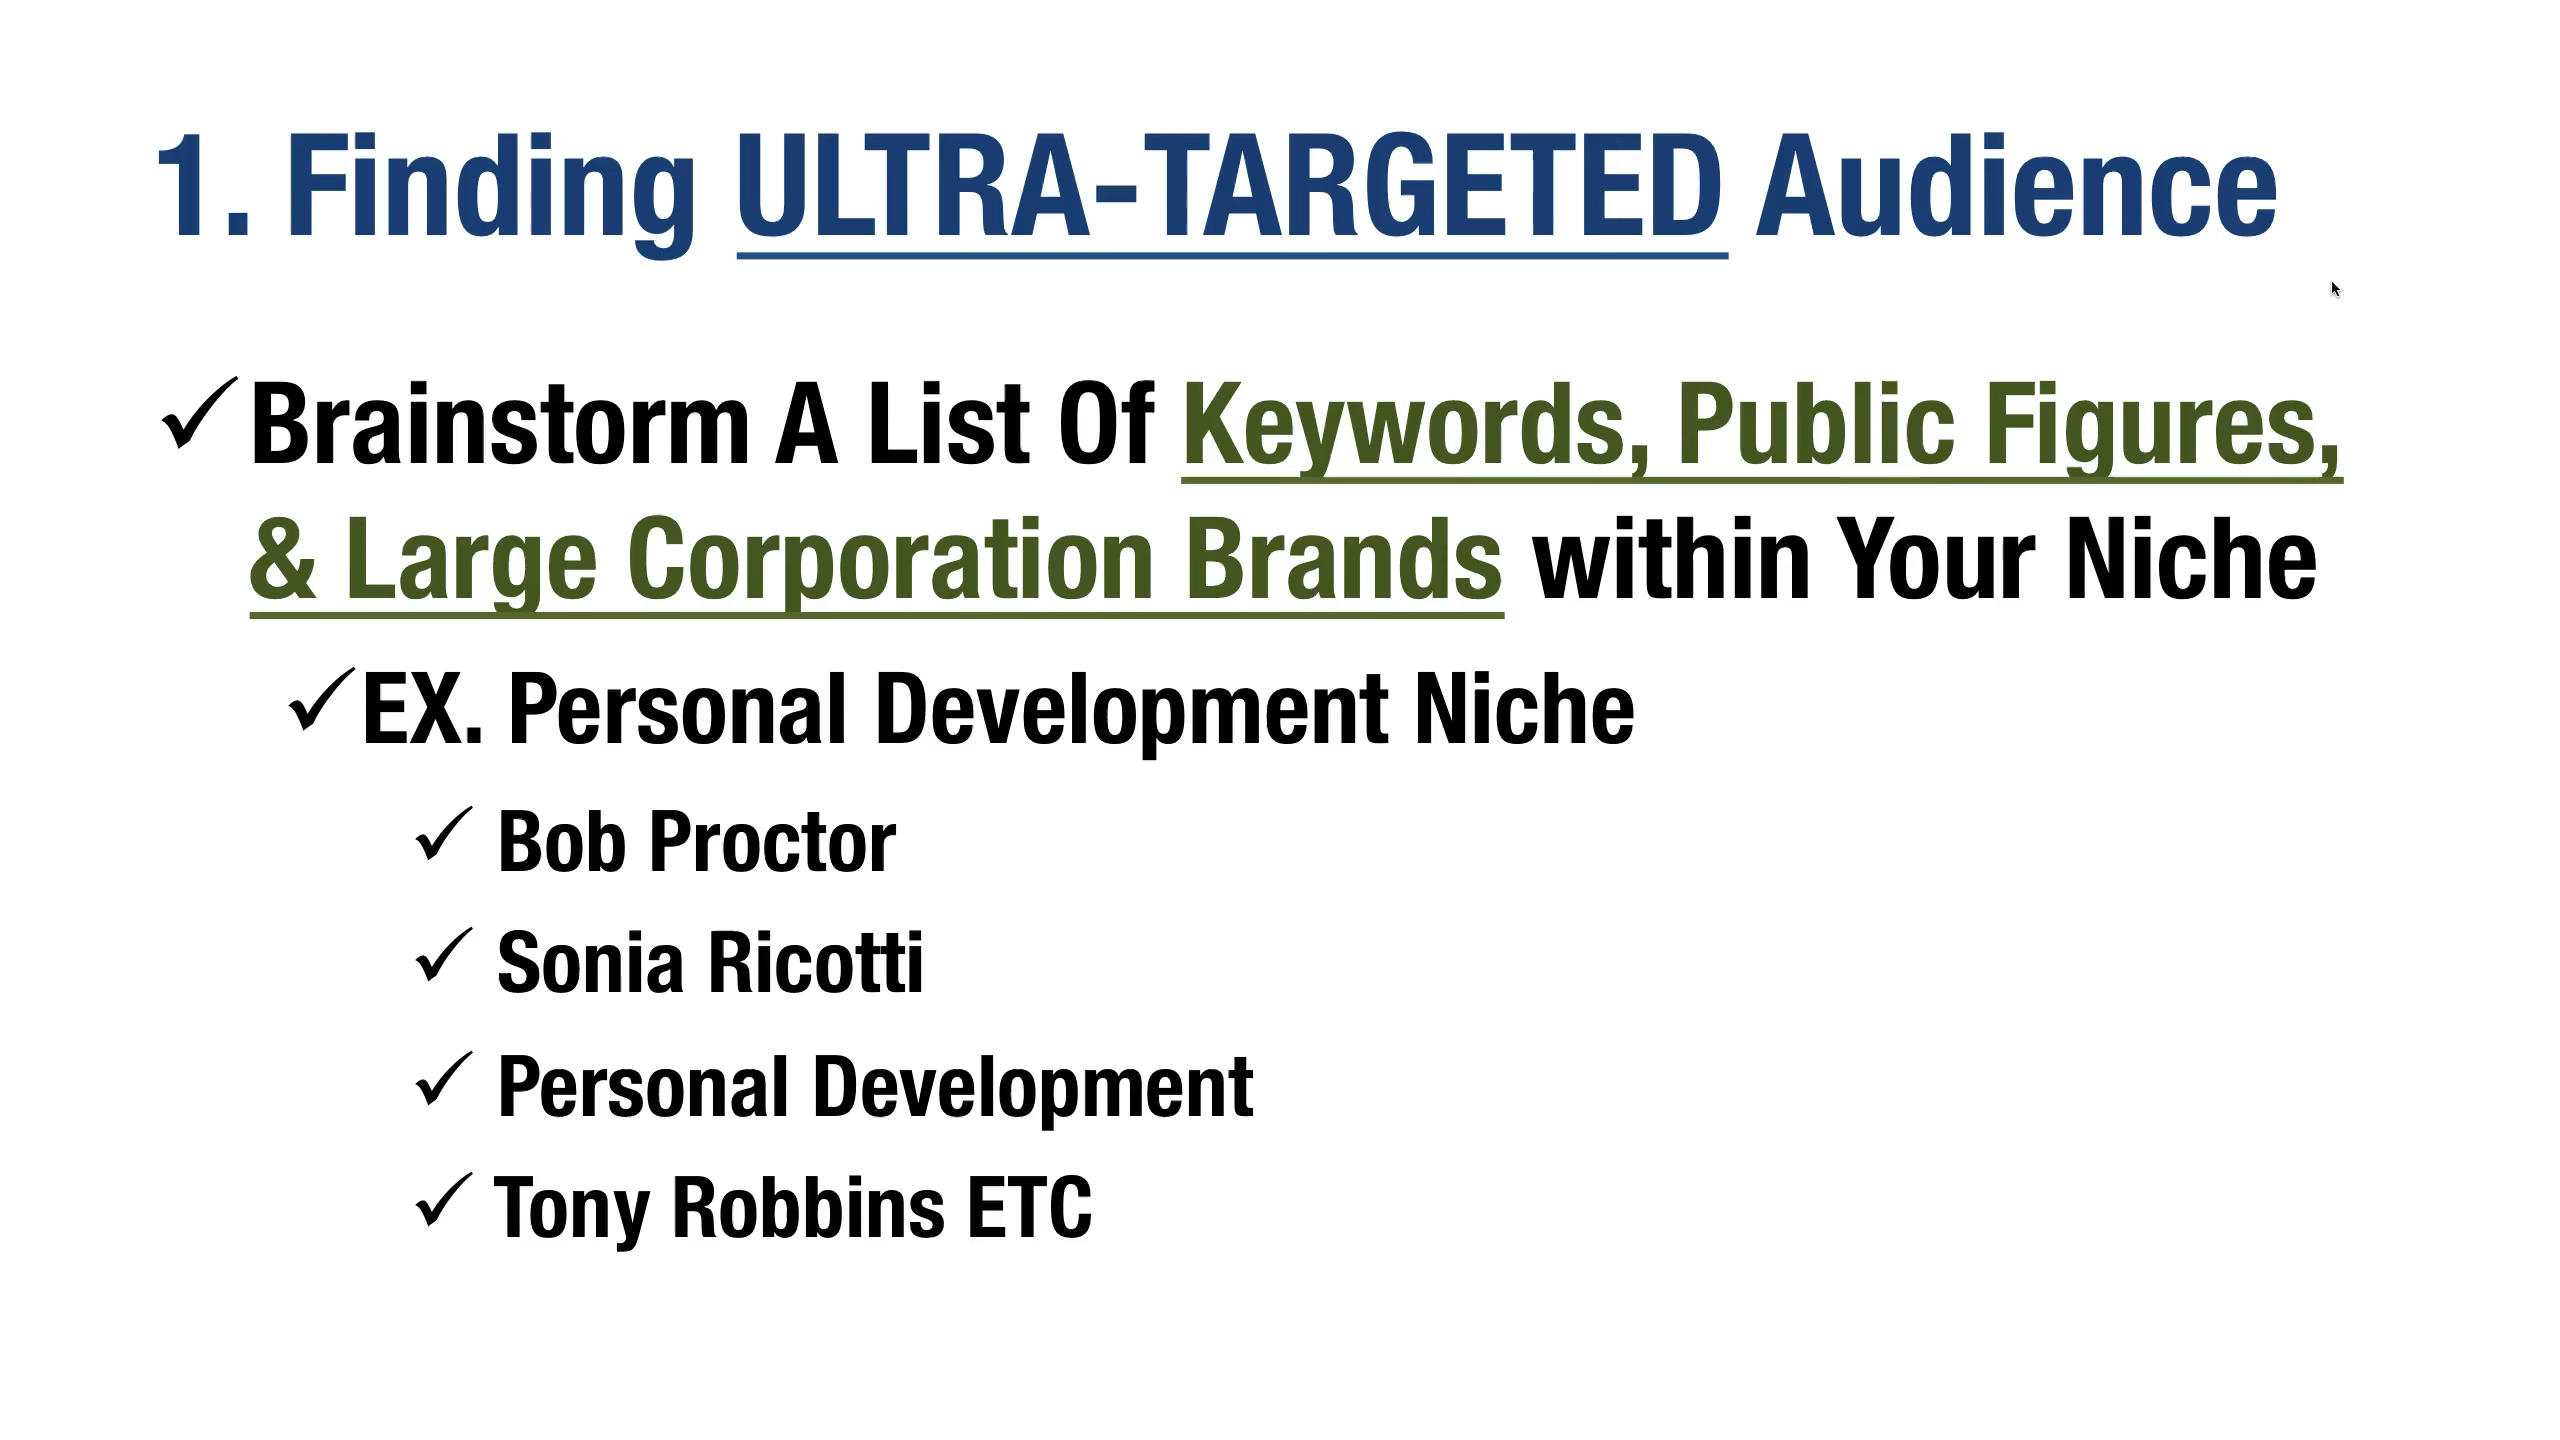 1. Finding ULTRA-TARGETED Audience
✓Brainstorm A List Of Keywords, Public Figures,
& Large Corporation Brands within Your Niche
✓EX. Personal Development Niche
✓ Bob Proctor
✓ Sonia Ricotti
✓ Personal Development
✓ Tony Robbins ETC